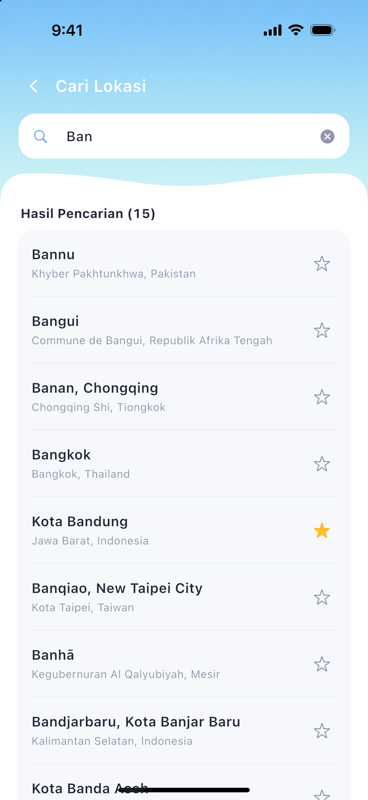 9:41
Cari Lokasi
Ban
Hasil Pencarian (15)
Bannu
Khyber Pakhtunkhwa, Pakistan
Bangui
Commune de Bangui, Republik Afrika Tengah
Banan, Chongqing
Chongqing Shi, Tiongkok
Bangkok
Bangkok, Thailand
Kota Bandung
Jawa Barat, Indonesia
Banqiao, New Taipei City
Kota Taipei, Taiwan
Banhā
Kegubernuran Al Qalyubiyah, Mesir
Bandjarbaru, Kota Banjar Baru
Kalimantan Selatan, Indonesia
Kota Banda Aceh